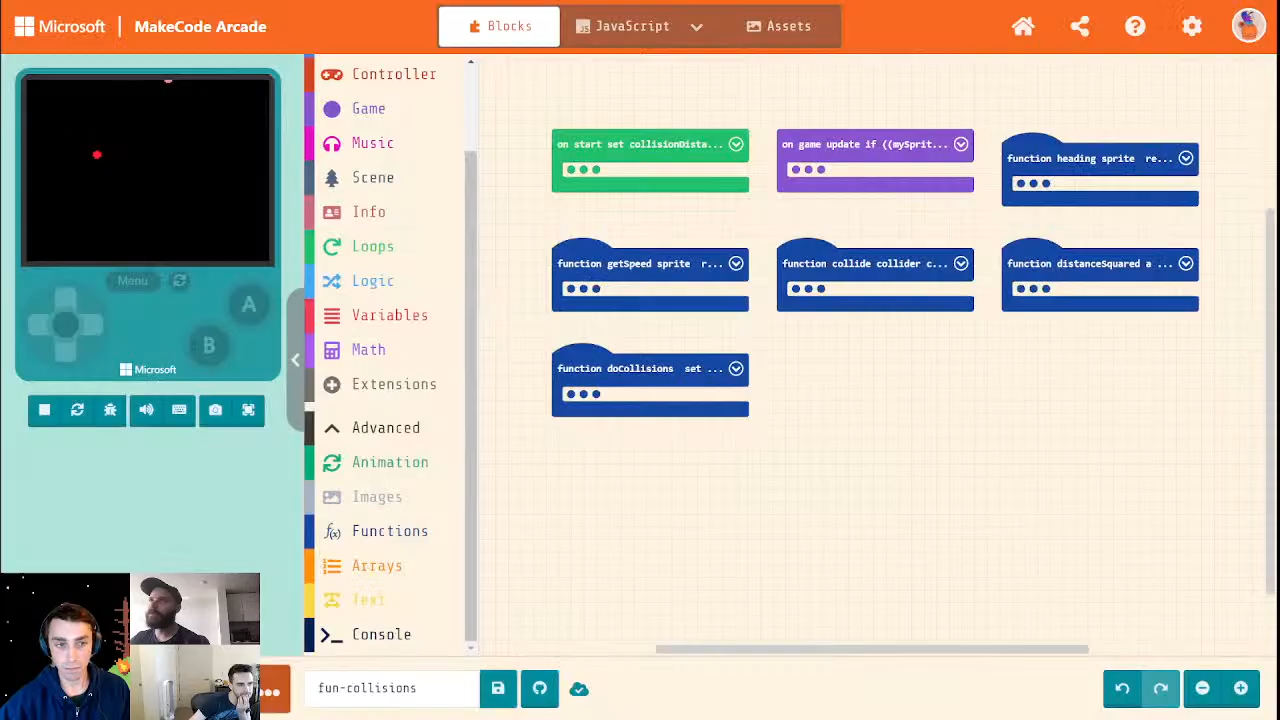 Microsoft | MakeCode Arcade
Blocks
JavaScript
Assets
Menu
A
B
Microsoft
Controller
Game
Music
Scene
Info
Loops
Logic
Variables
Math
Extensions
Advanced
Animation
Images
Functions
Arrays
Text
Console
on start set collisionDista...
on game update if ((mySprit...
function heading sprite re...
function getSpeed sprite r...
function collide collider c...
function distanceSquared a ...
function doCollisions set ...
fun-collisions